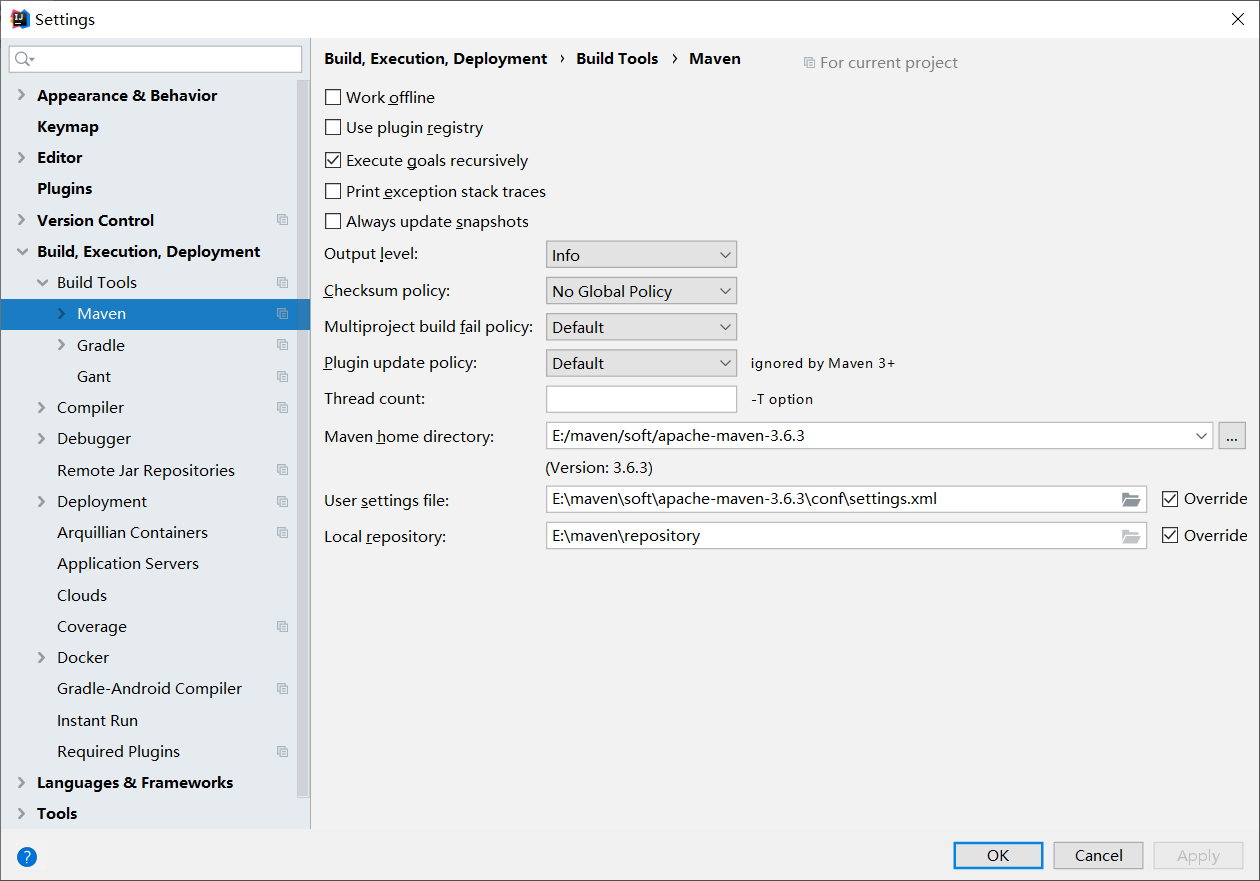 Settings
Build, Execution, Deployment › Build Tools › Maven
For current project
Appearance & Behavior
Keymap
Editor
Plugins
Version Control
Build, Execution, Deployment
Build Tools
Maven
Gradle
Gant
Compiler
Debugger
Remote Jar Repositories
Deployment
Arquillian Containers
Application Servers
Clouds
Coverage
Docker
Gradle-Android Compiler
Instant Run
Required Plugins
Languages & Frameworks
Tools
Work offline
Use plugin registry
Execute goals recursively
Print exception stack traces
Always update snapshots
Output level: Info
Checksum policy: No Global Policy
Multiproject build fail policy: Default
Plugin update policy: Default ignored by Maven 3+
Thread count: -T option
Maven home directory: E:/maven/soft/apache-maven-3.6.3 ...
(Version: 3.6.3)
User settings file: E:\maven\soft\apache-maven-3.6.3\conf\settings.xml Override
Local repository: E:\maven\repository Override
? OK Cancel Apply